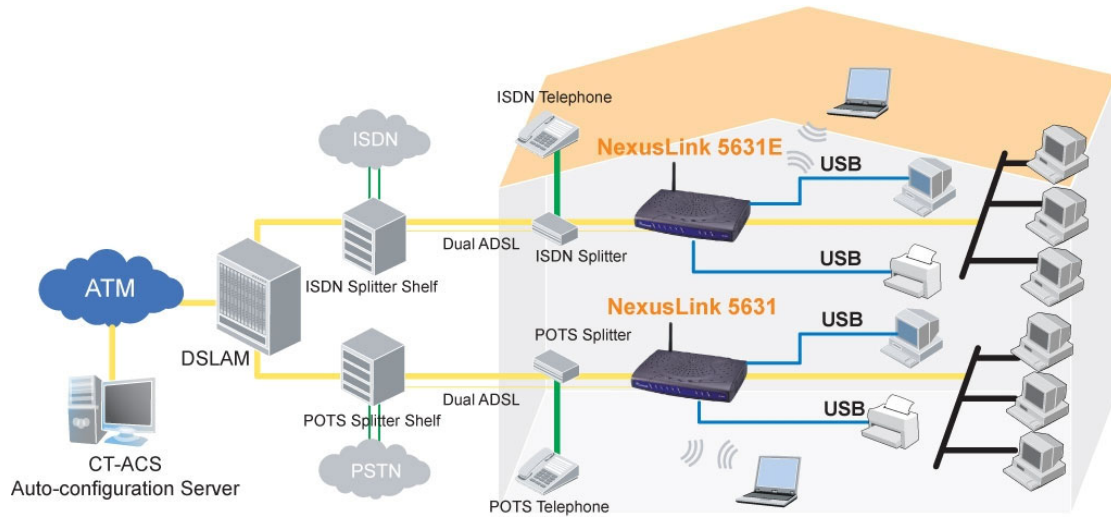 ISDN Telephone
ISDN
NexusLink 5631E
USB
Dual ADSL
ISDN Splitter
USB
ISDN Splitter Shelf
ATM
NexusLink 5631
DSLAM
POTS Splitter
USB
Dual ADSL
POTS Splitter Shelf
USB
CT-ACS
Auto-configuration Server
PSTN
POTS Telephone